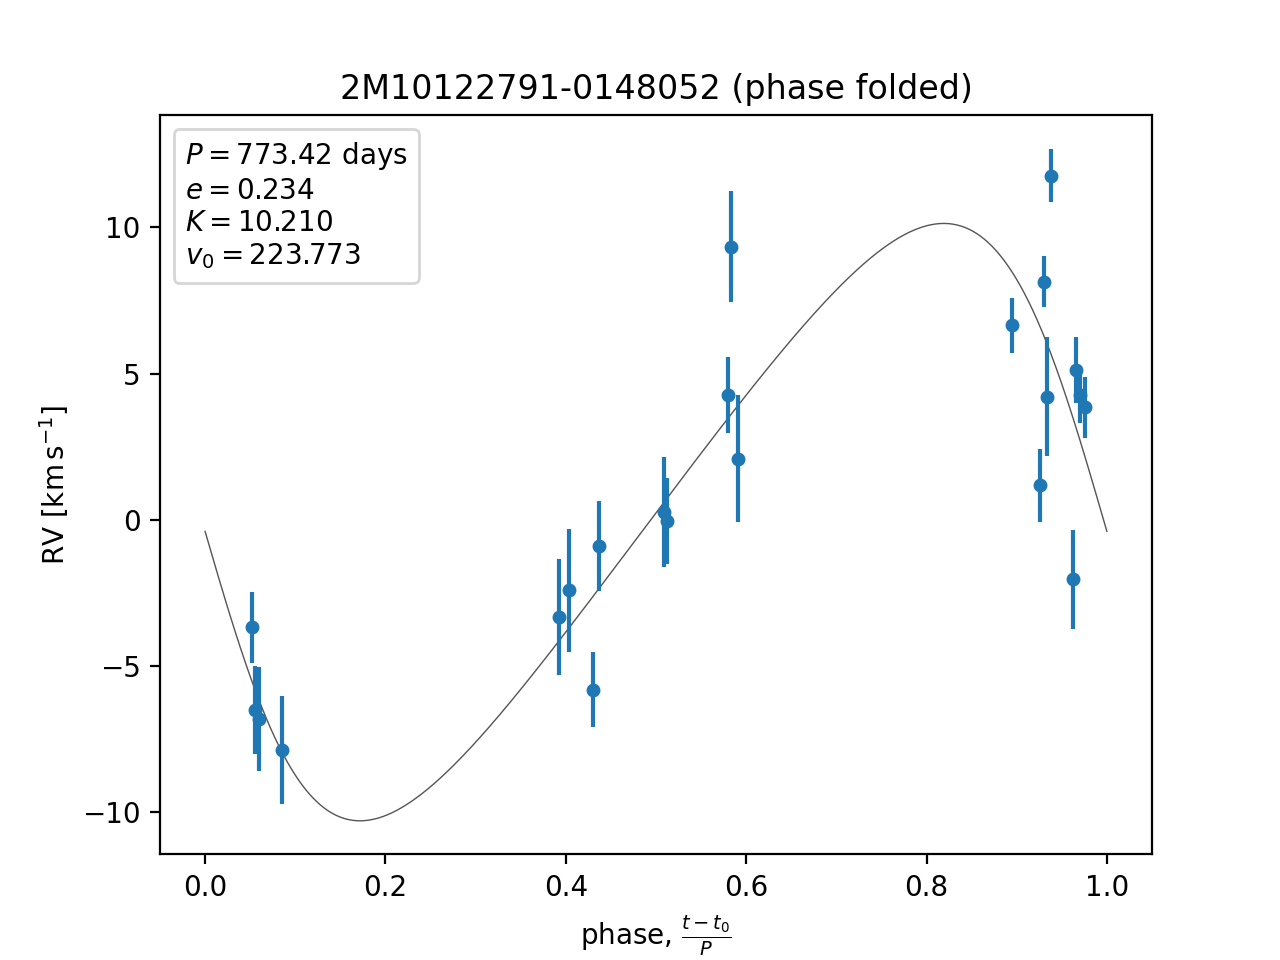 2M10122791-0148052 (phase folded)
P = 773.42 days
e = 0.234
K = 10.210
v₀ = 223.773
10
5
0
−5
−10
RV [km s⁻¹]
0.0 0.2 0.4 0.6 0.8 1.0
phase, (t − t₀)/P